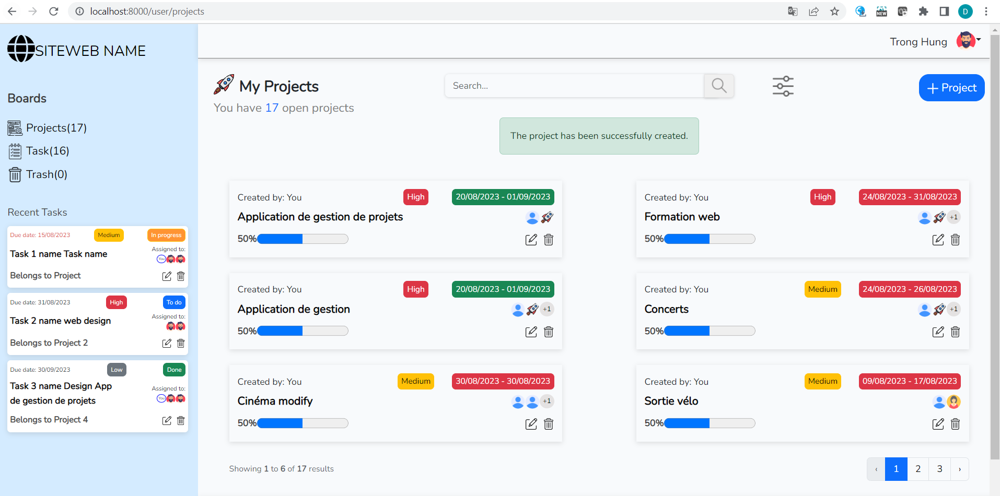 localhost:8000/user/projects
NEW
D
SITEWEB NAME
Trong Hung
Boards
Projects(17)
Task(16)
Trash(0)
Recent Tasks
Due date: 15/08/2023 Medium In progress
Assigned to:
Task 1 name Task name
You
Belongs to Project
Due date: 31/08/2023 High To do
Assigned to:
Task 2 name web design
Belongs to Project 2
Due date: 30/09/2023 Low Done
Task 3 name Design App
Assigned to:
de gestion de projets
You
Belongs to Project 4
My Projects
Search...
Project
You have 17 open projects
The project has been successfully created.
Created by: You High 20/08/2023 - 01/09/2023
Application de gestion de projets
50%
Created by: You High 24/08/2023 - 31/08/2023
Formation web +1
50%
Created by: You High 20/08/2023 - 01/09/2023
Application de gestion +1
50%
Created by: You Medium 24/08/2023 - 26/08/2023
Concerts +1
50%
Created by: You Medium 30/08/2023 - 30/08/2023
Cinéma modify +1
50%
Created by: You Medium 09/08/2023 - 17/08/2023
Sortie vélo
50%
Showing 1 to 6 of 17 results
‹ 1 2 3 ›